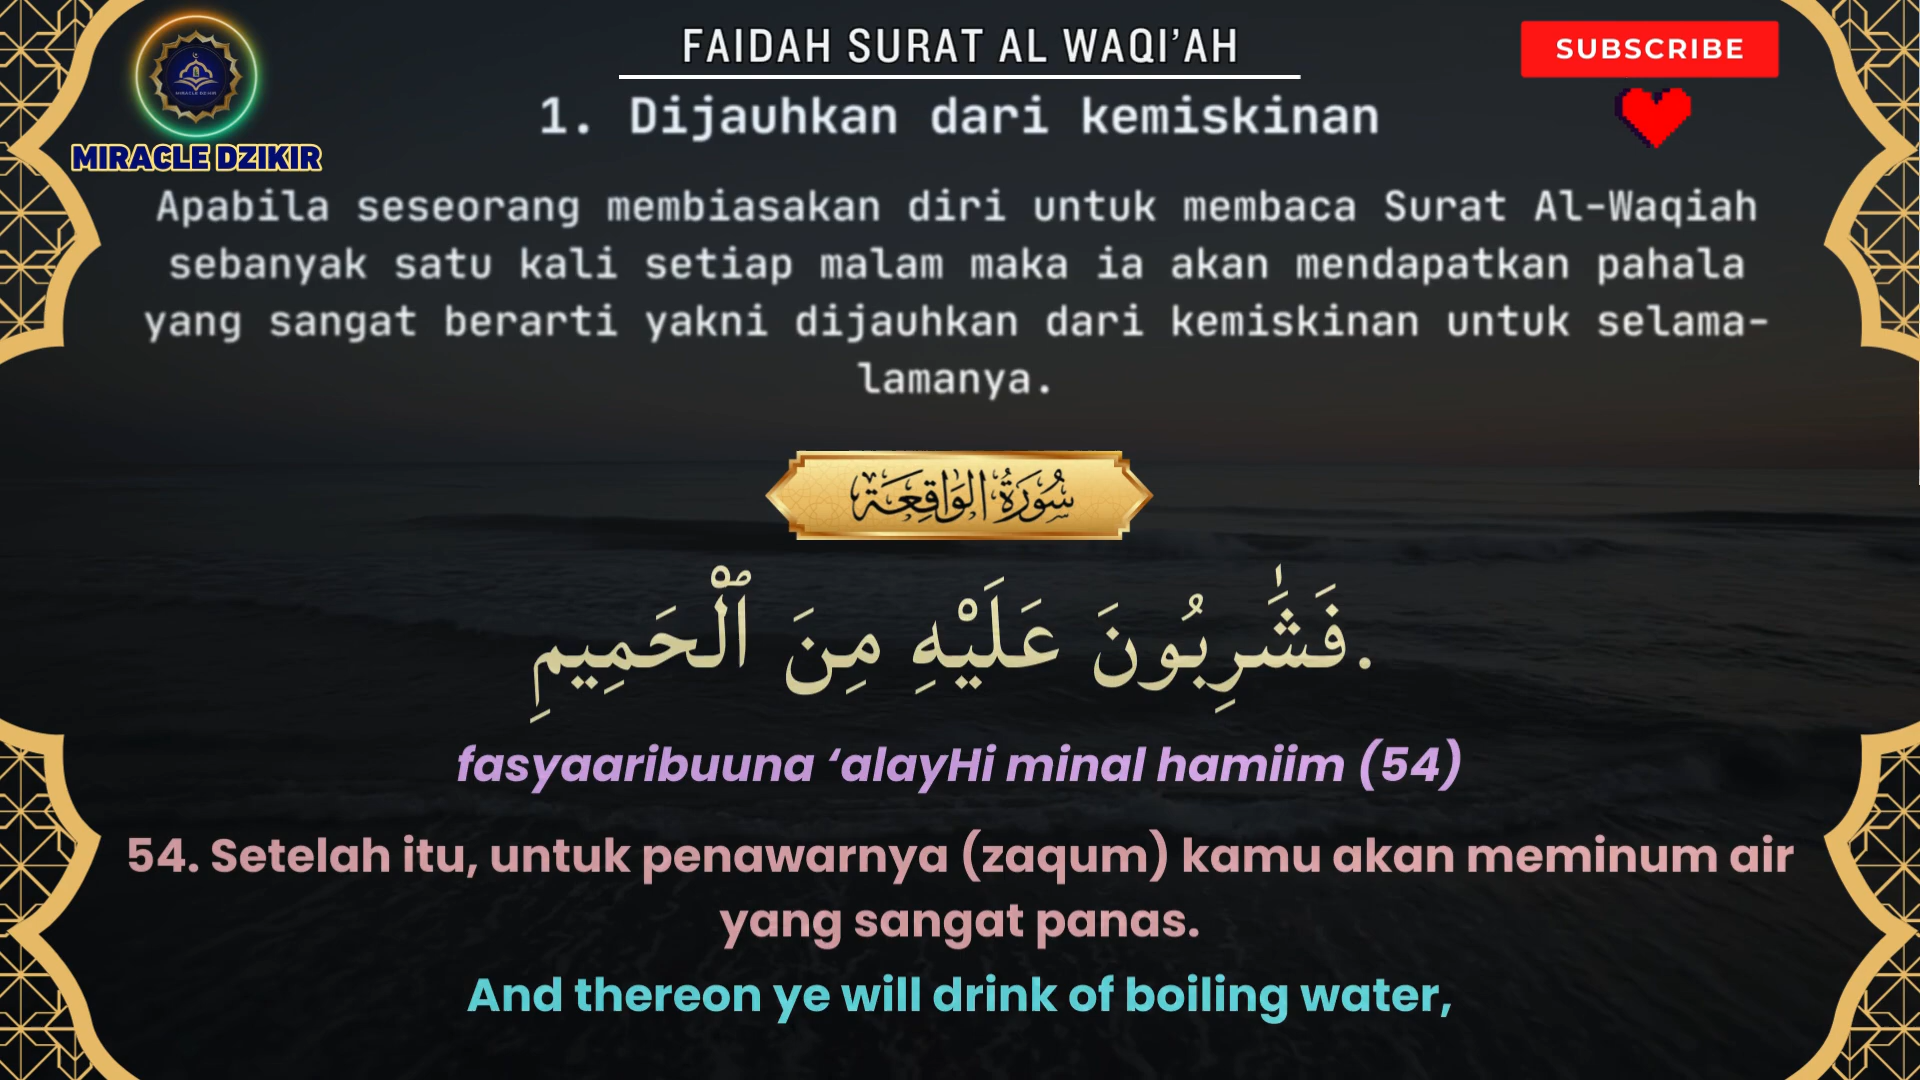 FAIDAH SURAT AL WAQI’AH
SUBSCRIBE
MIRACLE DZIKIR
1. Dijauhkan dari kemiskinan
Apabila seseorang membiasakan diri untuk membaca Surat Al-Waqiah
sebanyak satu kali setiap malam maka ia akan mendapatkan pahala
yang sangat berarti yakni dijauhkan dari kemiskinan untuk selama-
lamanya.
سُورَةُ الوَاقِعَة
.فَشَٰرِبُونَ عَلَيْهِ مِنَ ٱلْحَمِيمِ
fasyaaribuuna ‘alayHi minal hamiim (54)
54. Setelah itu, untuk penawarnya (zaqum) kamu akan meminum air
yang sangat panas.
And thereon ye will drink of boiling water,